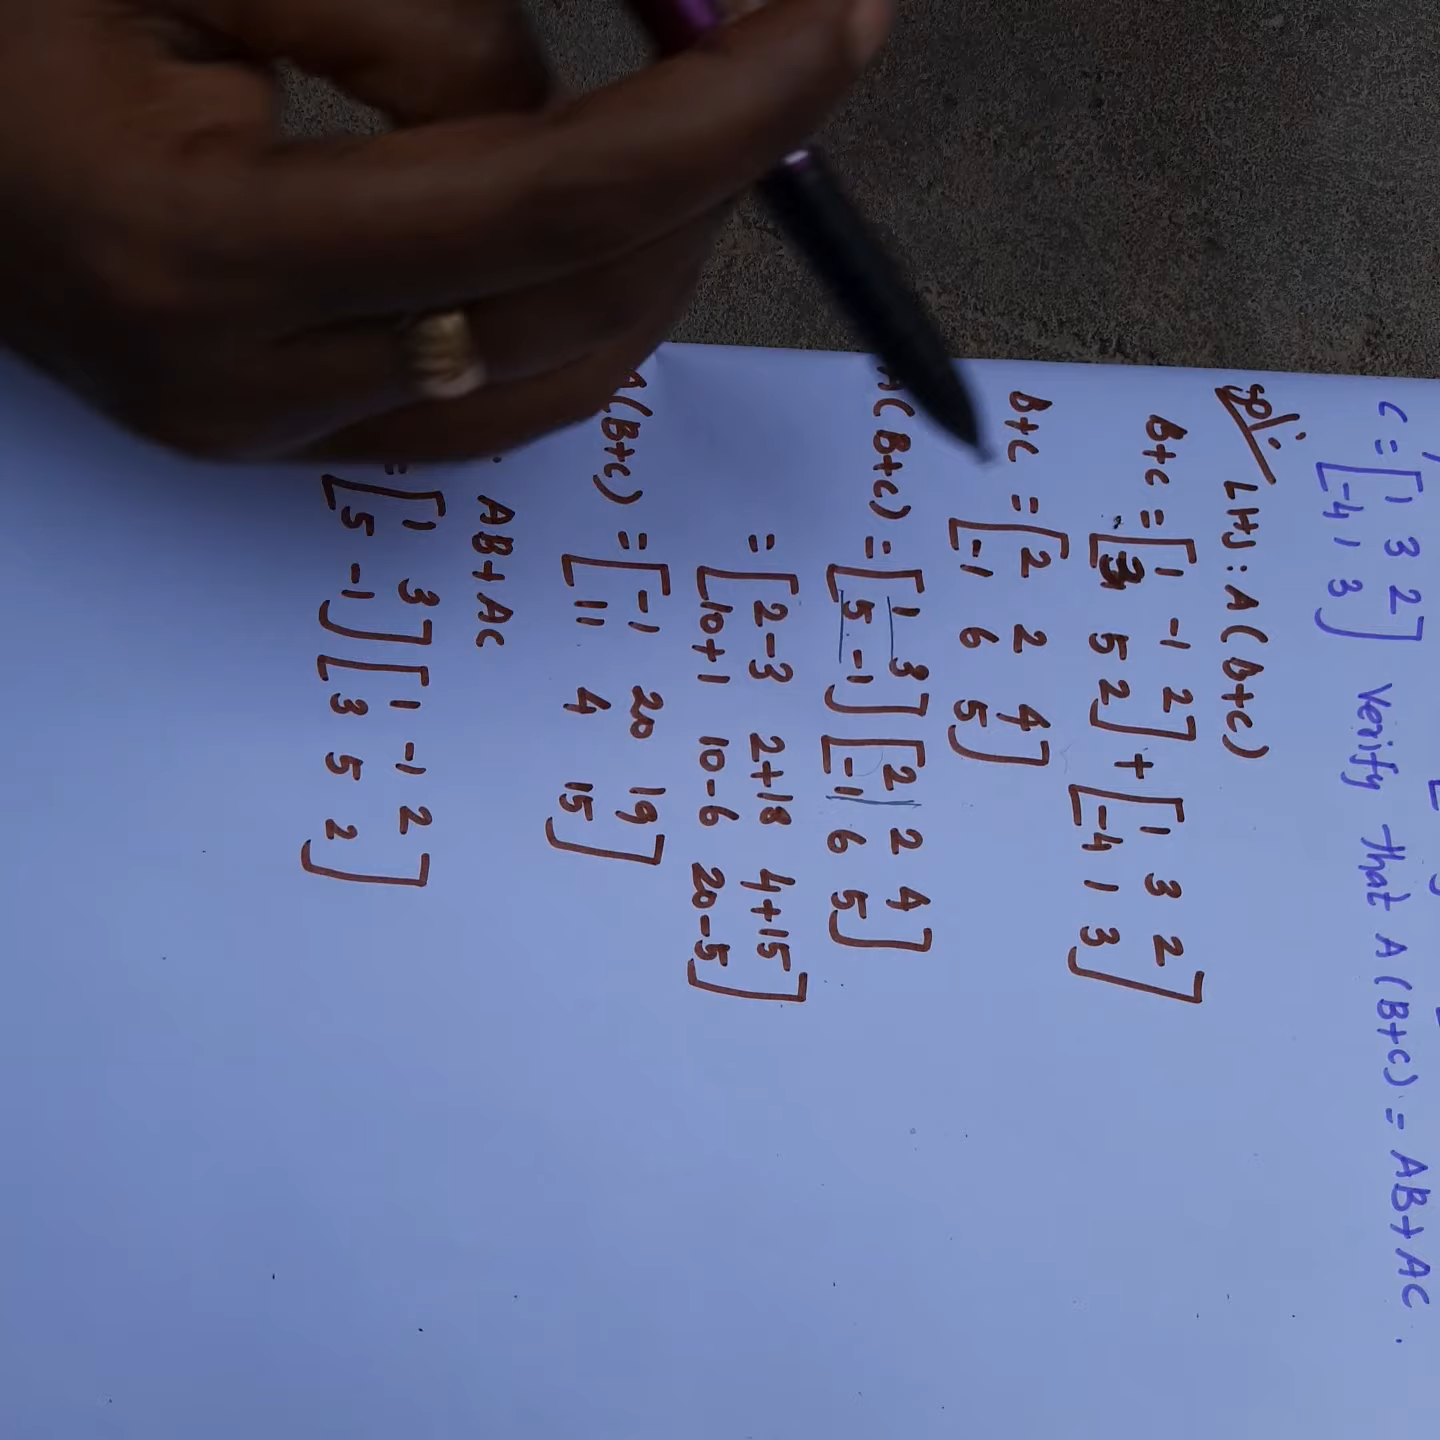 C = [1 3 2
-4 1 3] Verify that A(B+C) = AB+AC.
Sol:- LHS: A(B+C)
B+C = [1 -1 2
3 5 2] + [1 3 2
-4 1 3]
B+C = [2 2 4
-1 6 5]
A(B+C) = [1 3
5 -1] [2 2 4
-1 6 5]
= [2-3 2+18 4+15
10+1 10-6 20-5]
A(B+C) = [-1 20 19
11 4 15]
AB+AC
= [1 3
5 -1] [1 -1 2
3 5 2]